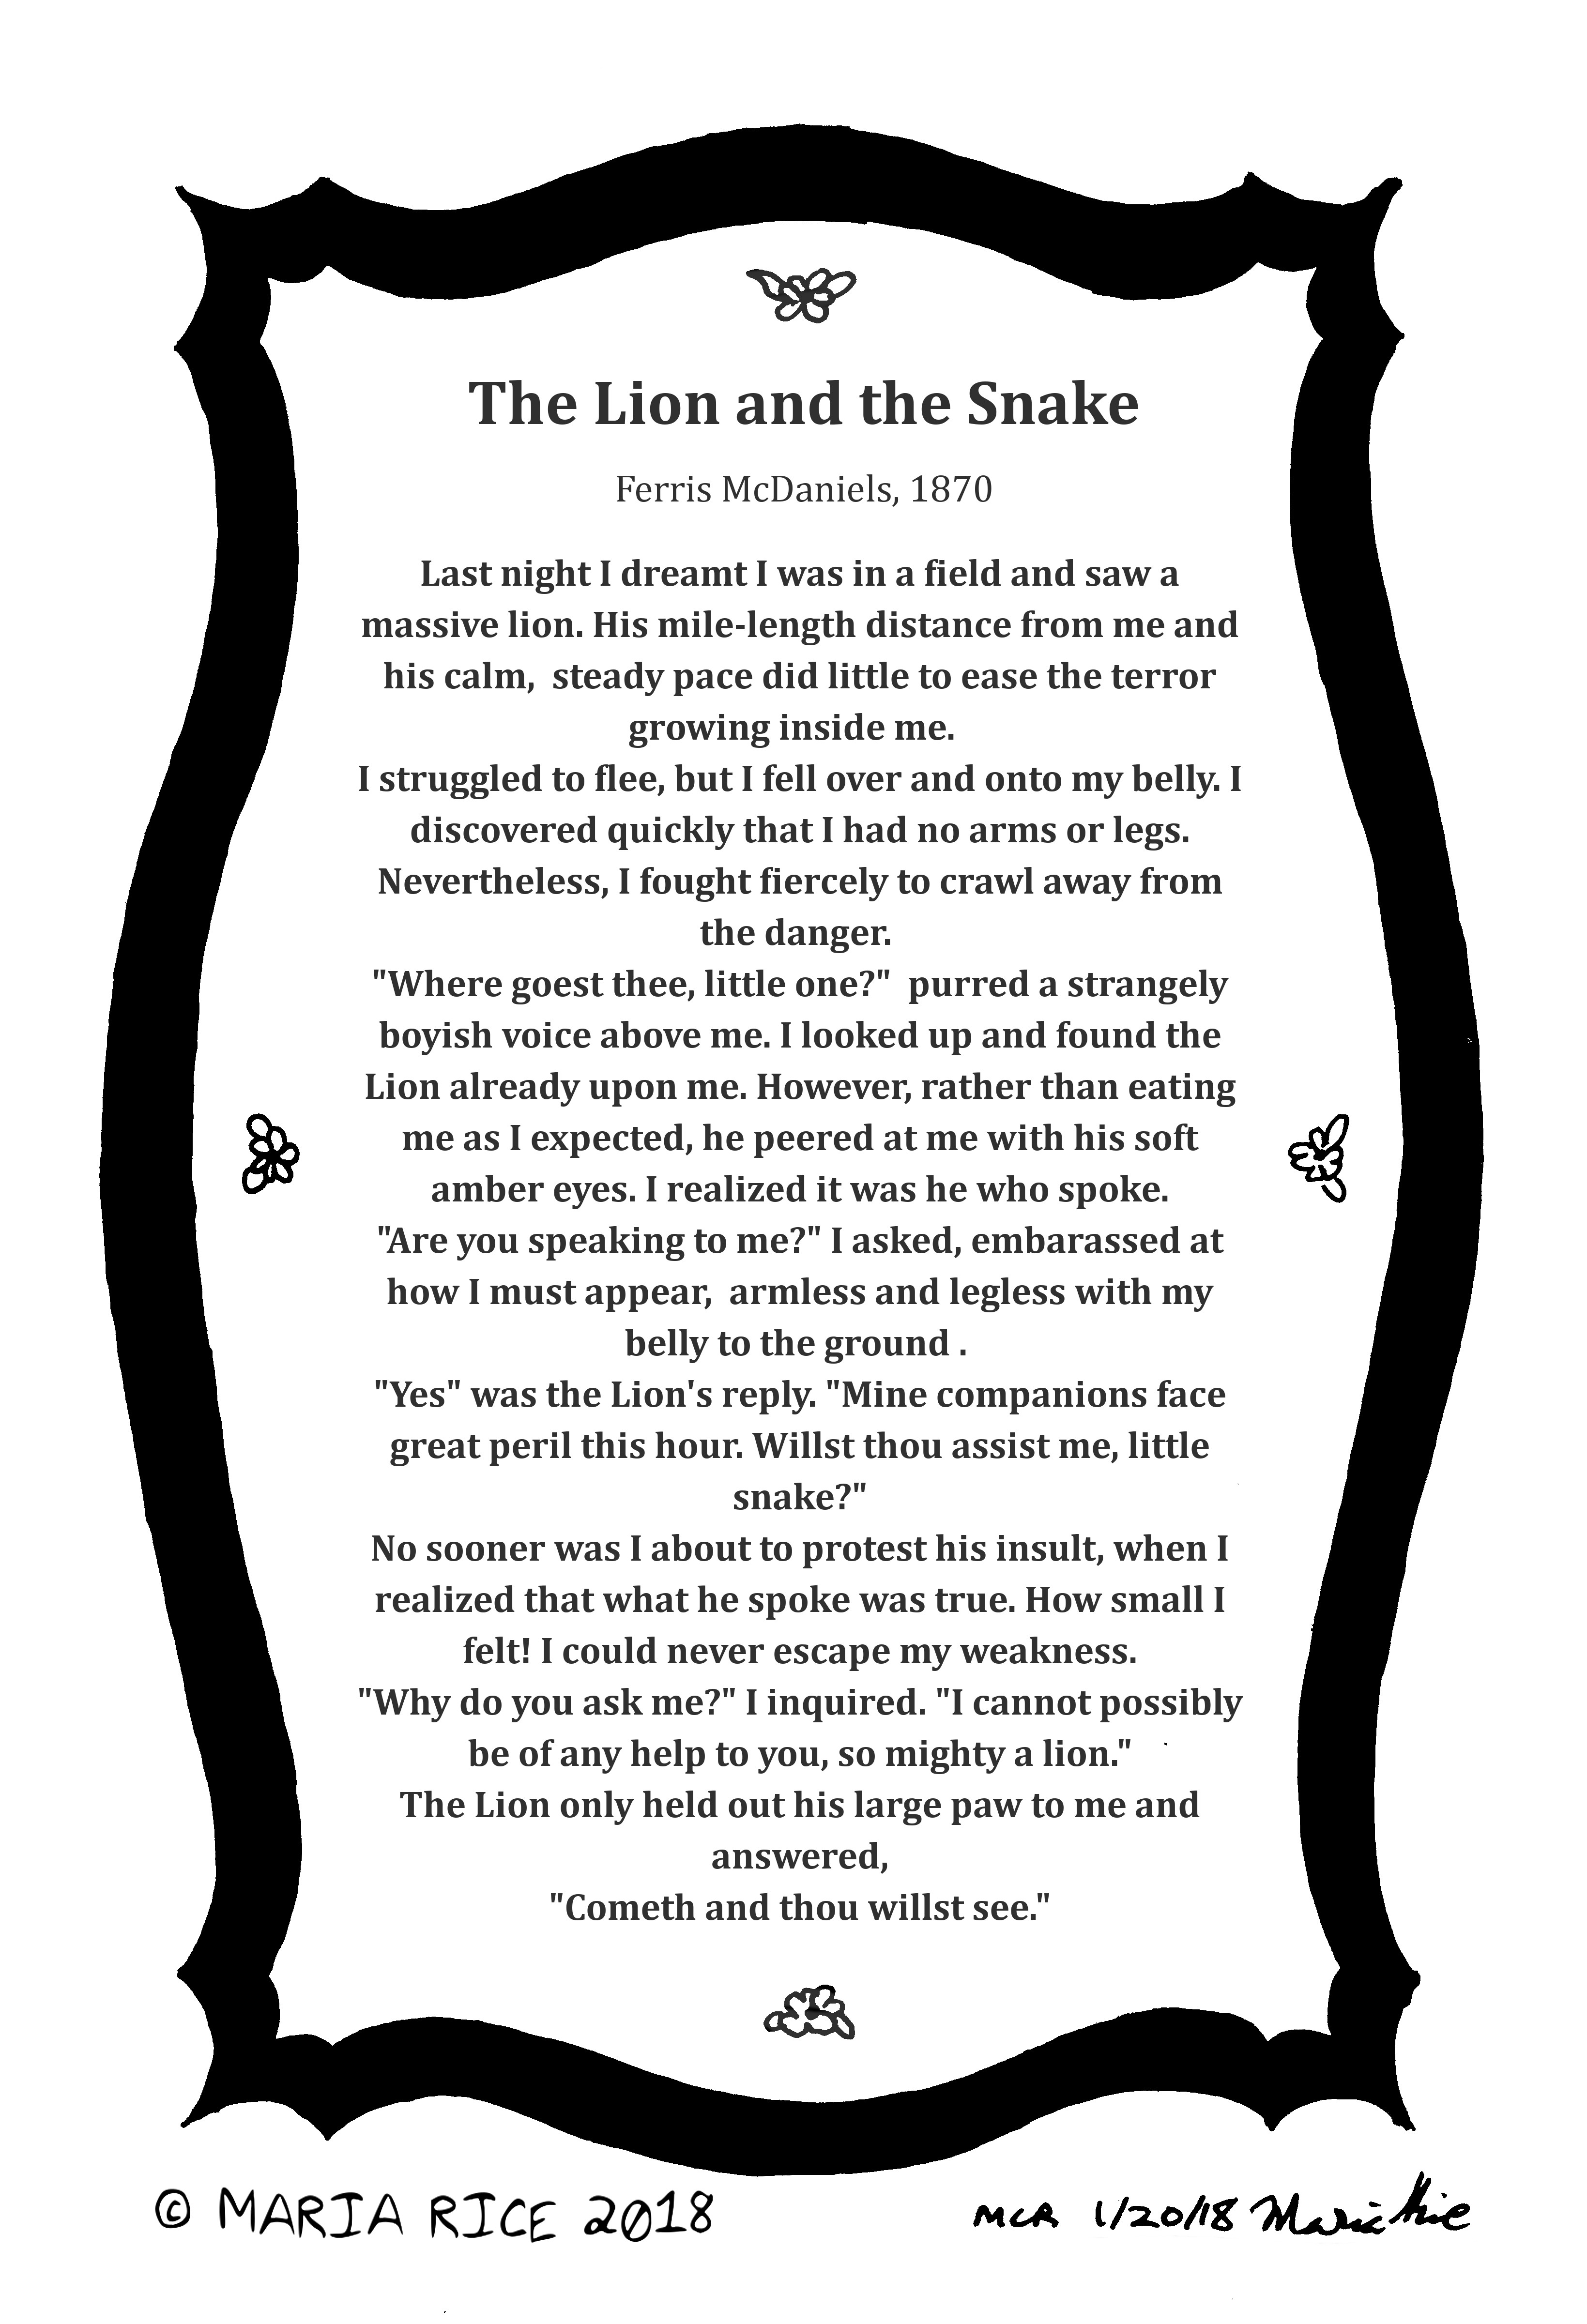 The Lion and the Snake
Ferris McDaniels, 1870
Last night I dreamt I was in a field and saw a
massive lion. His mile-length distance from me and
his calm,  steady pace did little to ease the terror
growing inside me.
I struggled to flee, but I fell over and onto my belly. I
discovered quickly that I had no arms or legs.
Nevertheless, I fought fiercely to crawl away from
the danger.
"Where goest thee, little one?"  purred a strangely
boyish voice above me. I looked up and found the
Lion already upon me. However, rather than eating
me as I expected, he peered at me with his soft
amber eyes. I realized it was he who spoke.
"Are you speaking to me?" I asked, embarassed at
how I must appear,  armless and legless with my
belly to the ground .
"Yes" was the Lion's reply. "Mine companions face
great peril this hour. Willst thou assist me, little
snake?"
No sooner was I about to protest his insult, when I
realized that what he spoke was true. How small I
felt! I could never escape my weakness.
"Why do you ask me?" I inquired. "I cannot possibly
be of any help to you, so mighty a lion."
The Lion only held out his large paw to me and
answered,
"Cometh and thou willst see."
© MARIA RICE 2018
MCR 1/20/18 Maria Rice